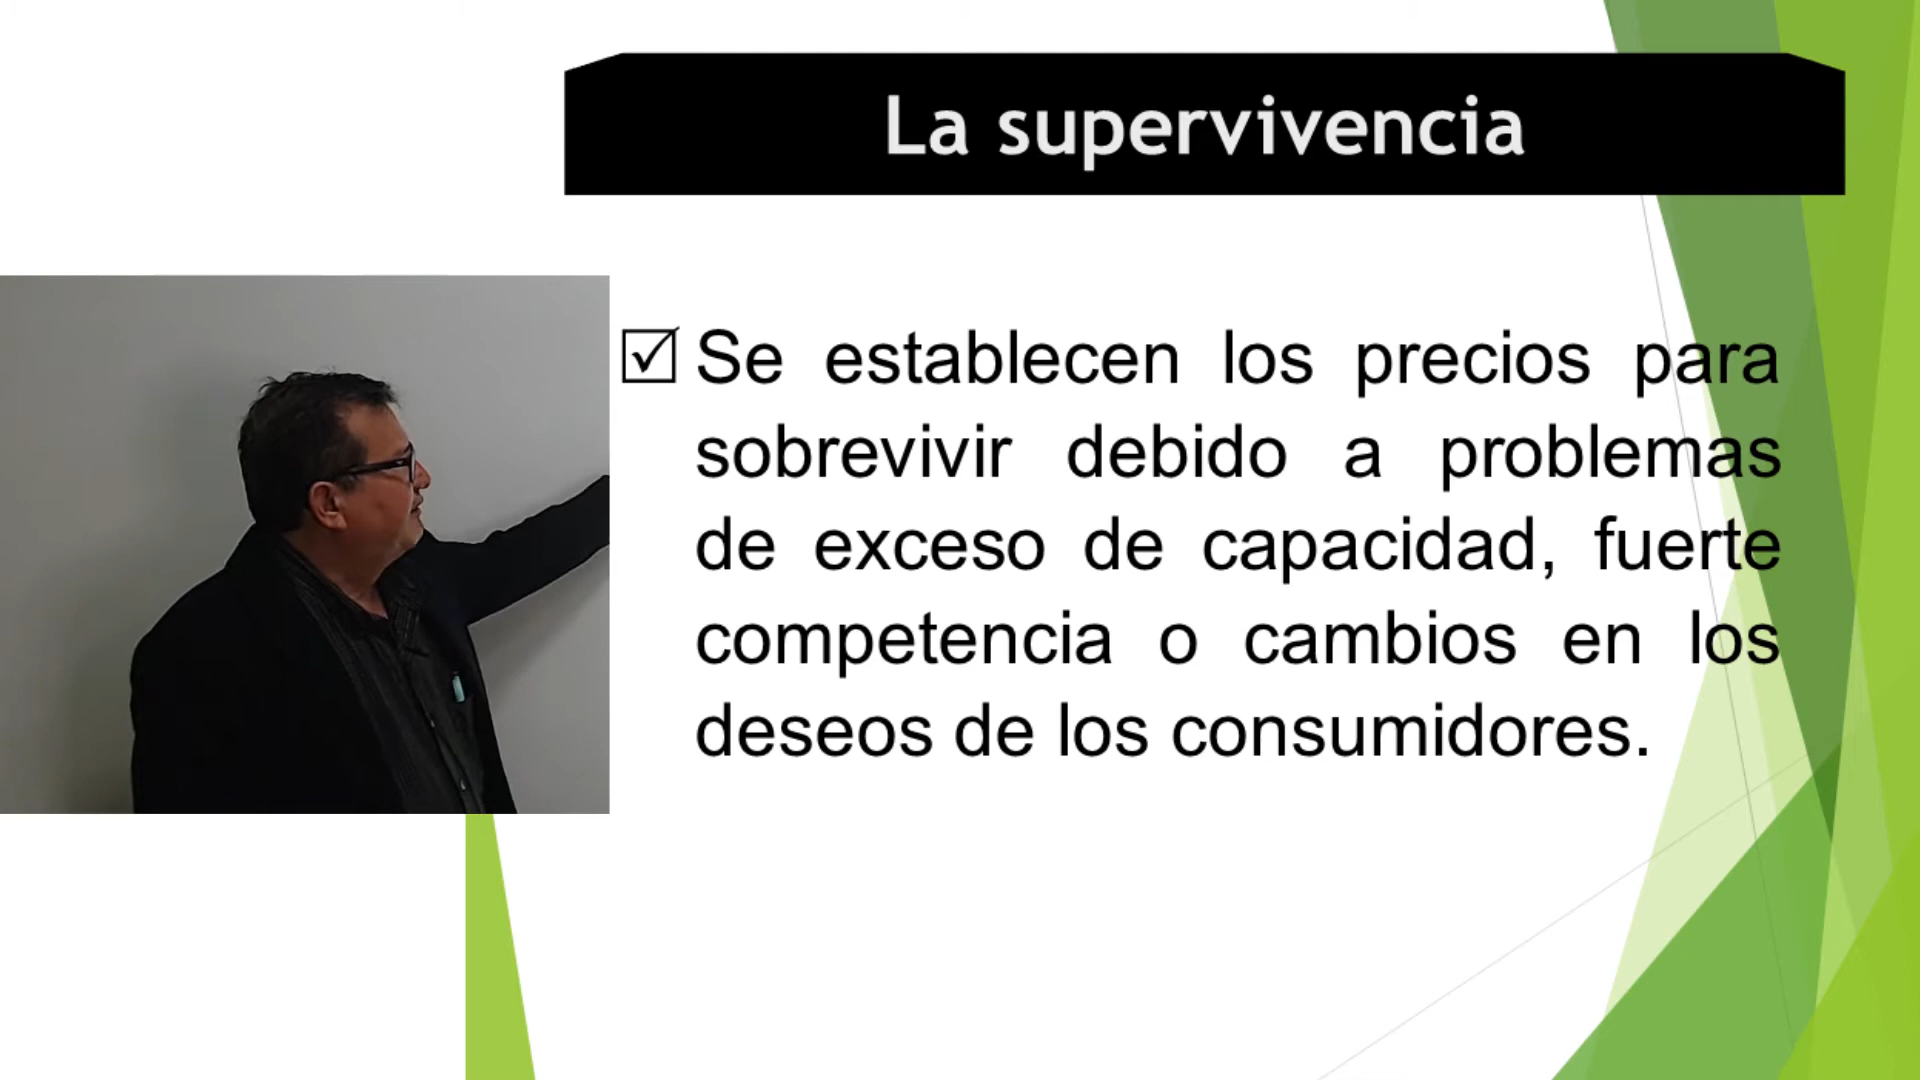 La supervivencia
☑ Se establecen los precios para
sobrevivir debido a problemas
de exceso de capacidad, fuerte
competencia o cambios en los
deseos de los consumidores.